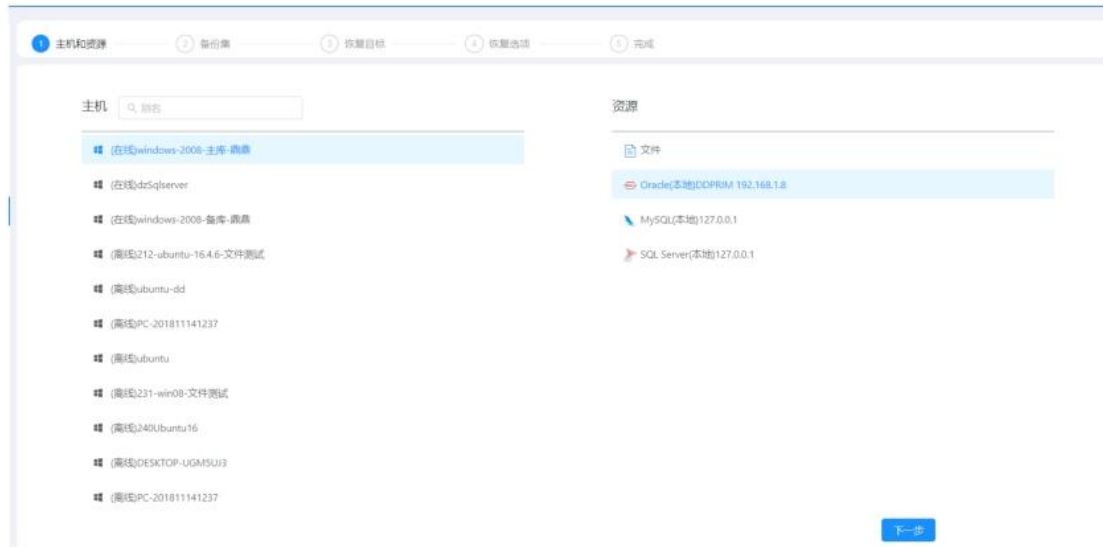 1 主机和资源 2 备份集 3 恢复目标 4 恢复选项 5 完成
主机 别名
(在线)windows-2008-主库-鼎鼎
(在线)dzSqlserver
(在线)windows-2008-备库-鼎鼎
(离线)212-ubuntu-16.4.6-文件测试
(离线)ubuntu-dd
(离线)PC-201811141237
(离线)ubuntu
(离线)231-win08-文件测试
(离线)240Ubuntu16
(离线)DESKTOP-UGM5UJ3
(离线)PC-201811141237
资源
文件
Oracle(本地)DDPRIM 192.168.1.8
MySQL(本地)127.0.0.1
SQL Server(本地)127.0.0.1
下一步